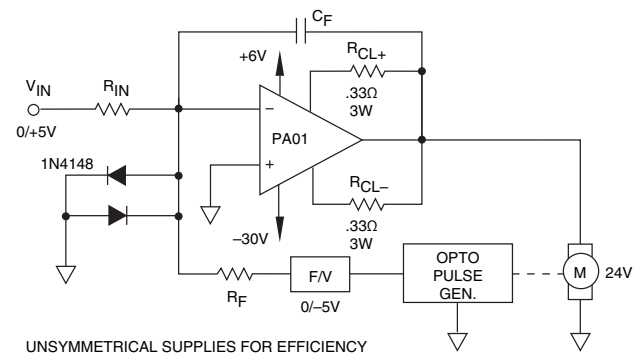 CF
+6V
RCL+
VIN
RIN
.33Ω
3W
0/+5V
−
PA01
1N4148
+
RCL−
.33Ω
3W
–30V
OPTO
PULSE
GEN.
F/V
M
24V
RF
0/–5V
UNSYMMETRICAL SUPPLIES FOR EFFICIENCY